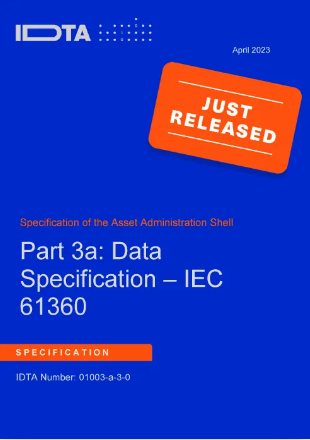 IDTA
April 2023
JUST
RELEASED
Specification of the Asset Administration Shell
Part 3a: Data
Specification – IEC
61360
SPECIFICATION
IDTA Number: 01003-a-3-0